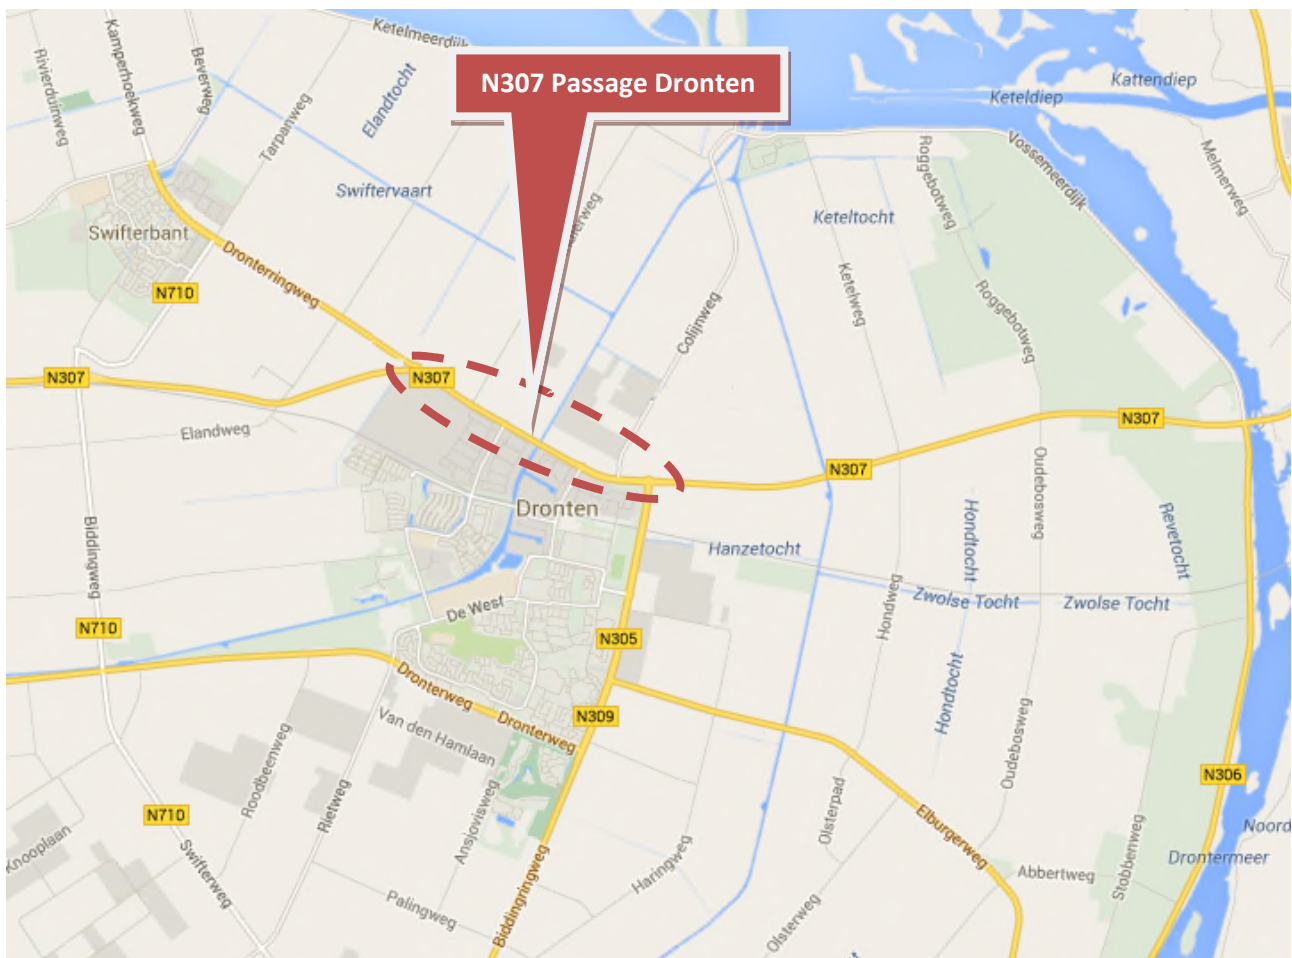 Ketelmeerdijk
N307 Passage Dronten
Kamperhoekweg
Beverweg
Rivierduinweg
Elandtocht
Tarpanweg
Kattendiep
Keteldiep
Vossemeerdijk
Melmerweg
Roggebotweg
Swiftervaart
Keteltocht
Swifterbant
Dronterringweg
Ketelweg
N710
Roggebotweg
Colijnweg
N307
N307
N307
Elandweg
N307
Dronten
Oudebosweg
Hondtocht
Revetocht
Biddingweg
Hanzetocht
Hondweg
Zwolse Tocht
Zwolse Tocht
De West
N710
N305
Dronterweg
Hondtocht
N309
Dronterweg
Van den Hamlaan
Oudebosweg
Roodbeenweg
Rietweg
N306
N710
Ansjovisweg
Olsterpad
Elburgerweg
Noord
Knooplaan
Swifterweg
Haringweg
Drontermeer
Abbertweg
Stobbenweg
Palingweg
Biddingringweg
Olsterweg